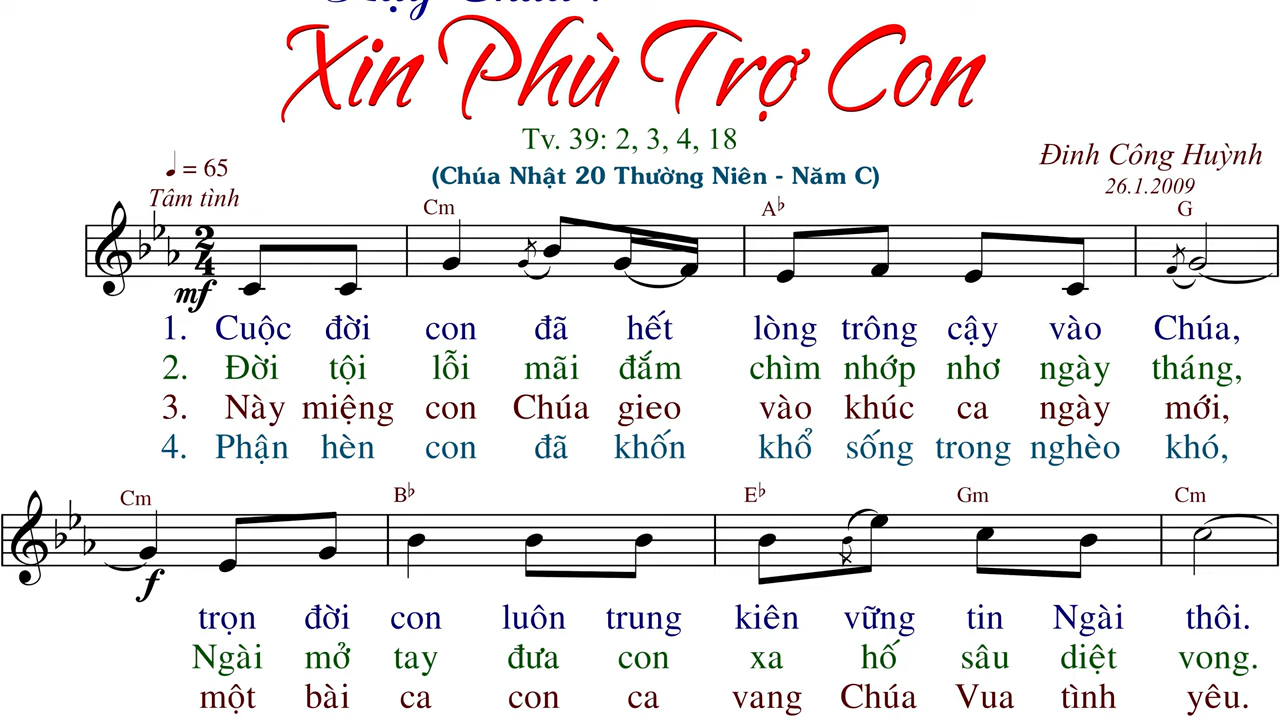 Xin Phù Trợ Con
Tv. 39: 2, 3, 4, 18
(Chúa Nhật 20 Thường Niên - Năm C)
Đinh Công Huỳnh
26.1.2009
♩ = 65
Tâm tình
Cm A♭ G
2/4
mf
1. Cuộc đời con đã hết lòng trông cậy vào Chúa,
2. Đời tội lỗi mãi đắm chìm nhớp nhơ ngày tháng,
3. Này miệng con Chúa gieo vào khúc ca ngày mới,
4. Phận hèn con đã khốn khổ sống trong nghèo khó,
Cm B♭ E♭ Gm Cm
f
trọn đời con luôn trung kiên vững tin Ngài thôi.
Ngài mở tay đưa con xa hố sâu diệt vong.
một bài ca con ca vang Chúa Vua tình yêu.